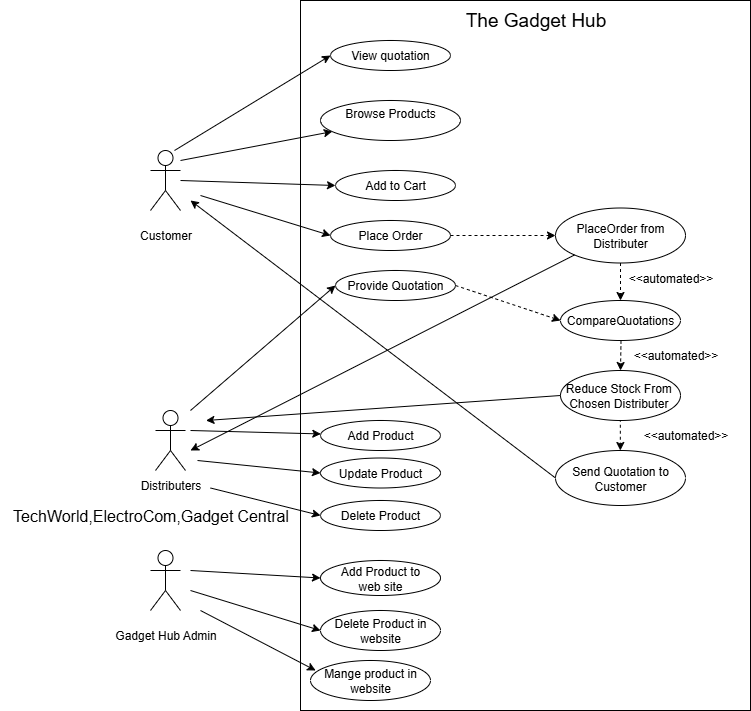 The Gadget Hub
View quotation
Browse Products
Add to Cart
Customer
Place Order
PlaceOrder from
Distributer
<<automated>>
Provide Quotation
CompareQuotations
<<automated>>
Reduce Stock From
Chosen Distributer
<<automated>>
Add Product
Update Product
Send Quotation to
Customer
Distributers
TechWorld,ElectroCom,Gadget Central
Delete Product
Add Product to
web site
Gadget Hub Admin
Delete Product in
website
Mange product in
website